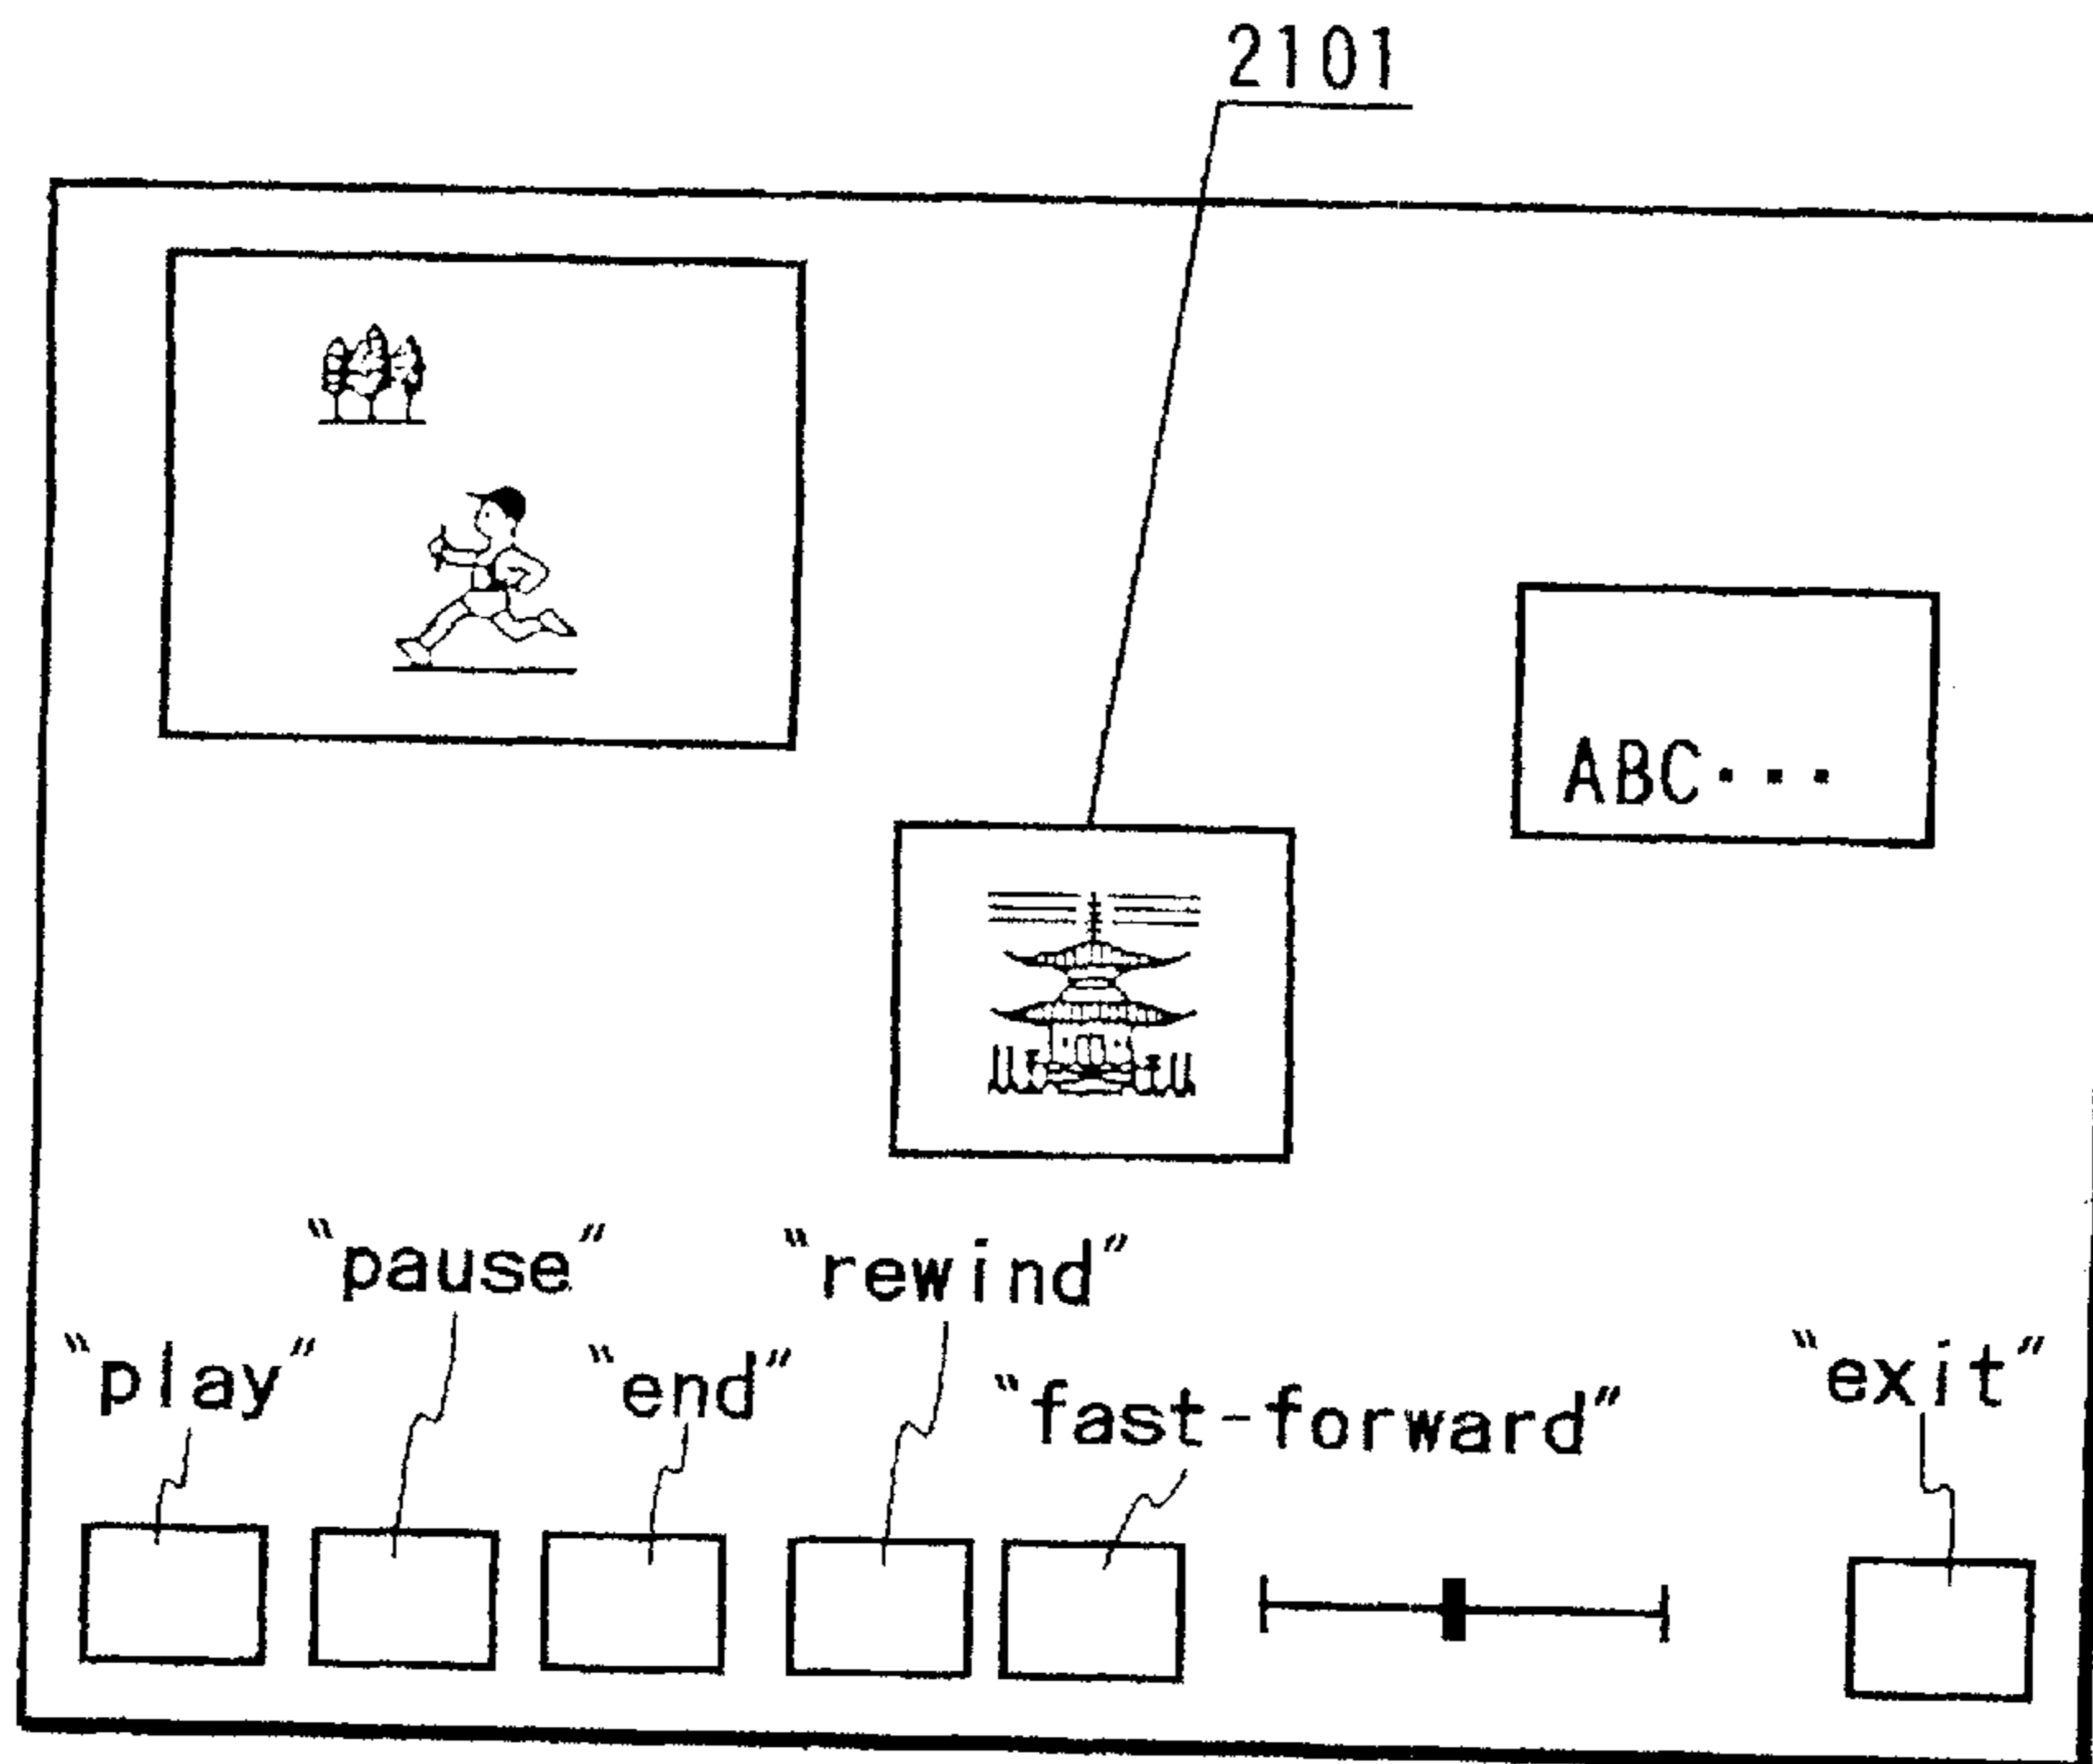 2101
ABC・・・
“pause” “rewind”
“play” “end” “fast-forward” “exit”